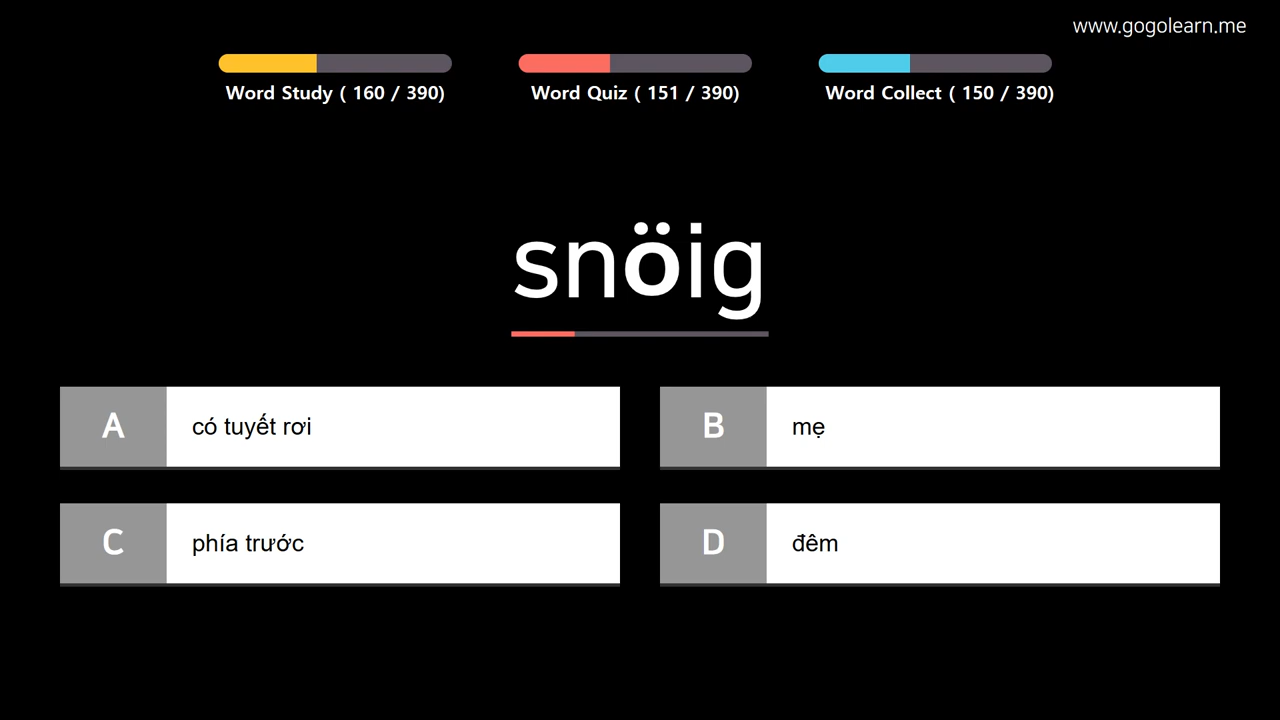 www.gogolearn.me
Word Study ( 160 / 390)
Word Quiz ( 151 / 390)
Word Collect ( 150 / 390)
snöig
A
có tuyết rơi
B
mẹ
C
phía trước
D
đêm